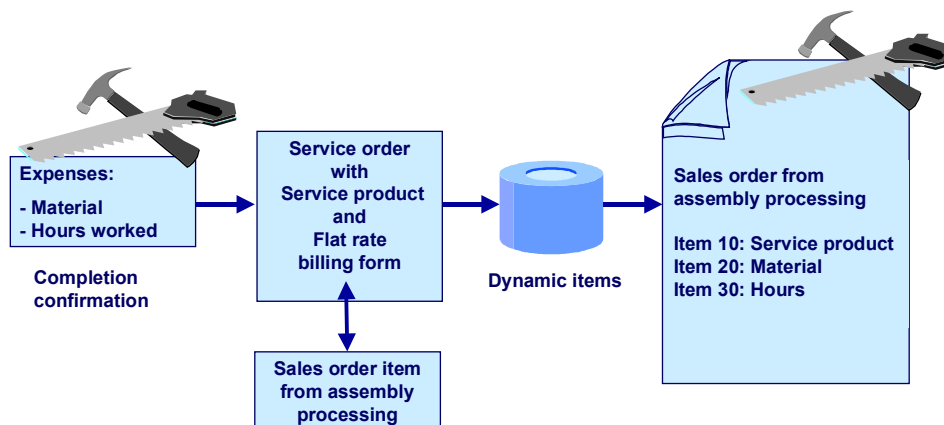 Expenses:
- Material
- Hours worked
Completion
confirmation
Service order
with
Service product
and
Flat rate
billing form
Sales order item
from assembly
processing
Dynamic items
Sales order from
assembly processing
Item 10: Service product
Item 20: Material
Item 30: Hours